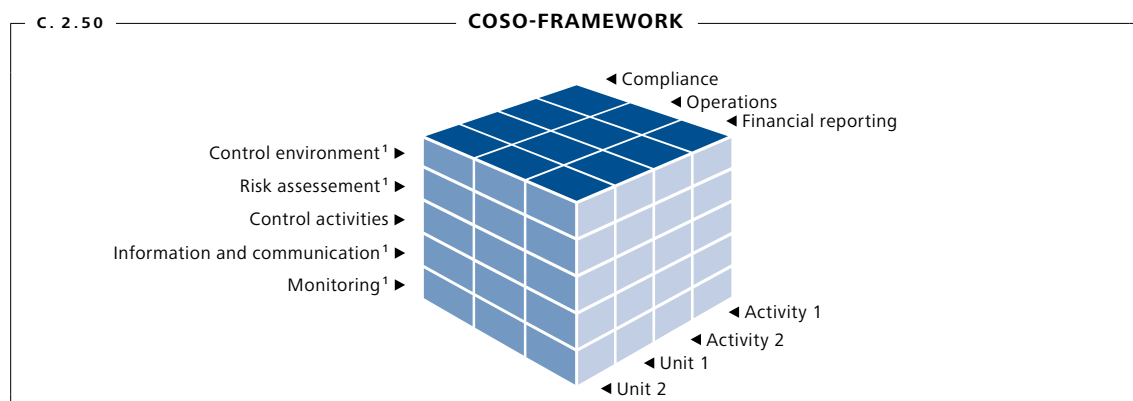 C. 2.50
COSO-FRAMEWORK
◄ Compliance
◄ Operations
◄ Financial reporting
Control environment¹ ►
Risk assessement¹ ►
Control activities ►
Information and communication¹ ►
Monitoring¹ ►
◄ Activity 1
◄ Activity 2
◄ Unit 1
◄ Unit 2